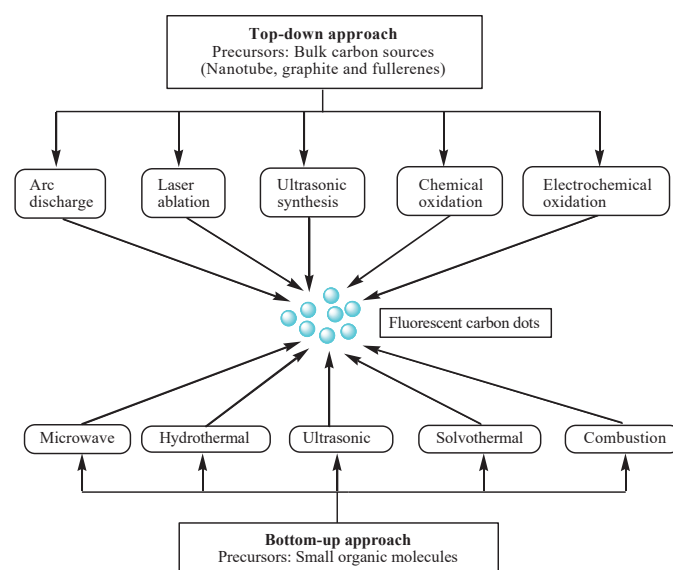 Top-down approach
Precursors: Bulk carbon sources
(Nanotube, graphite and fullerenes)
Arc
discharge
Laser
ablation
Ultrasonic
synthesis
Chemical
oxidation
Electrochemical
oxidation
Fluorescent carbon dots
Microwave
Hydrothermal
Ultrasonic
Solvothermal
Combustion
Bottom-up approach
Precursors: Small organic molecules